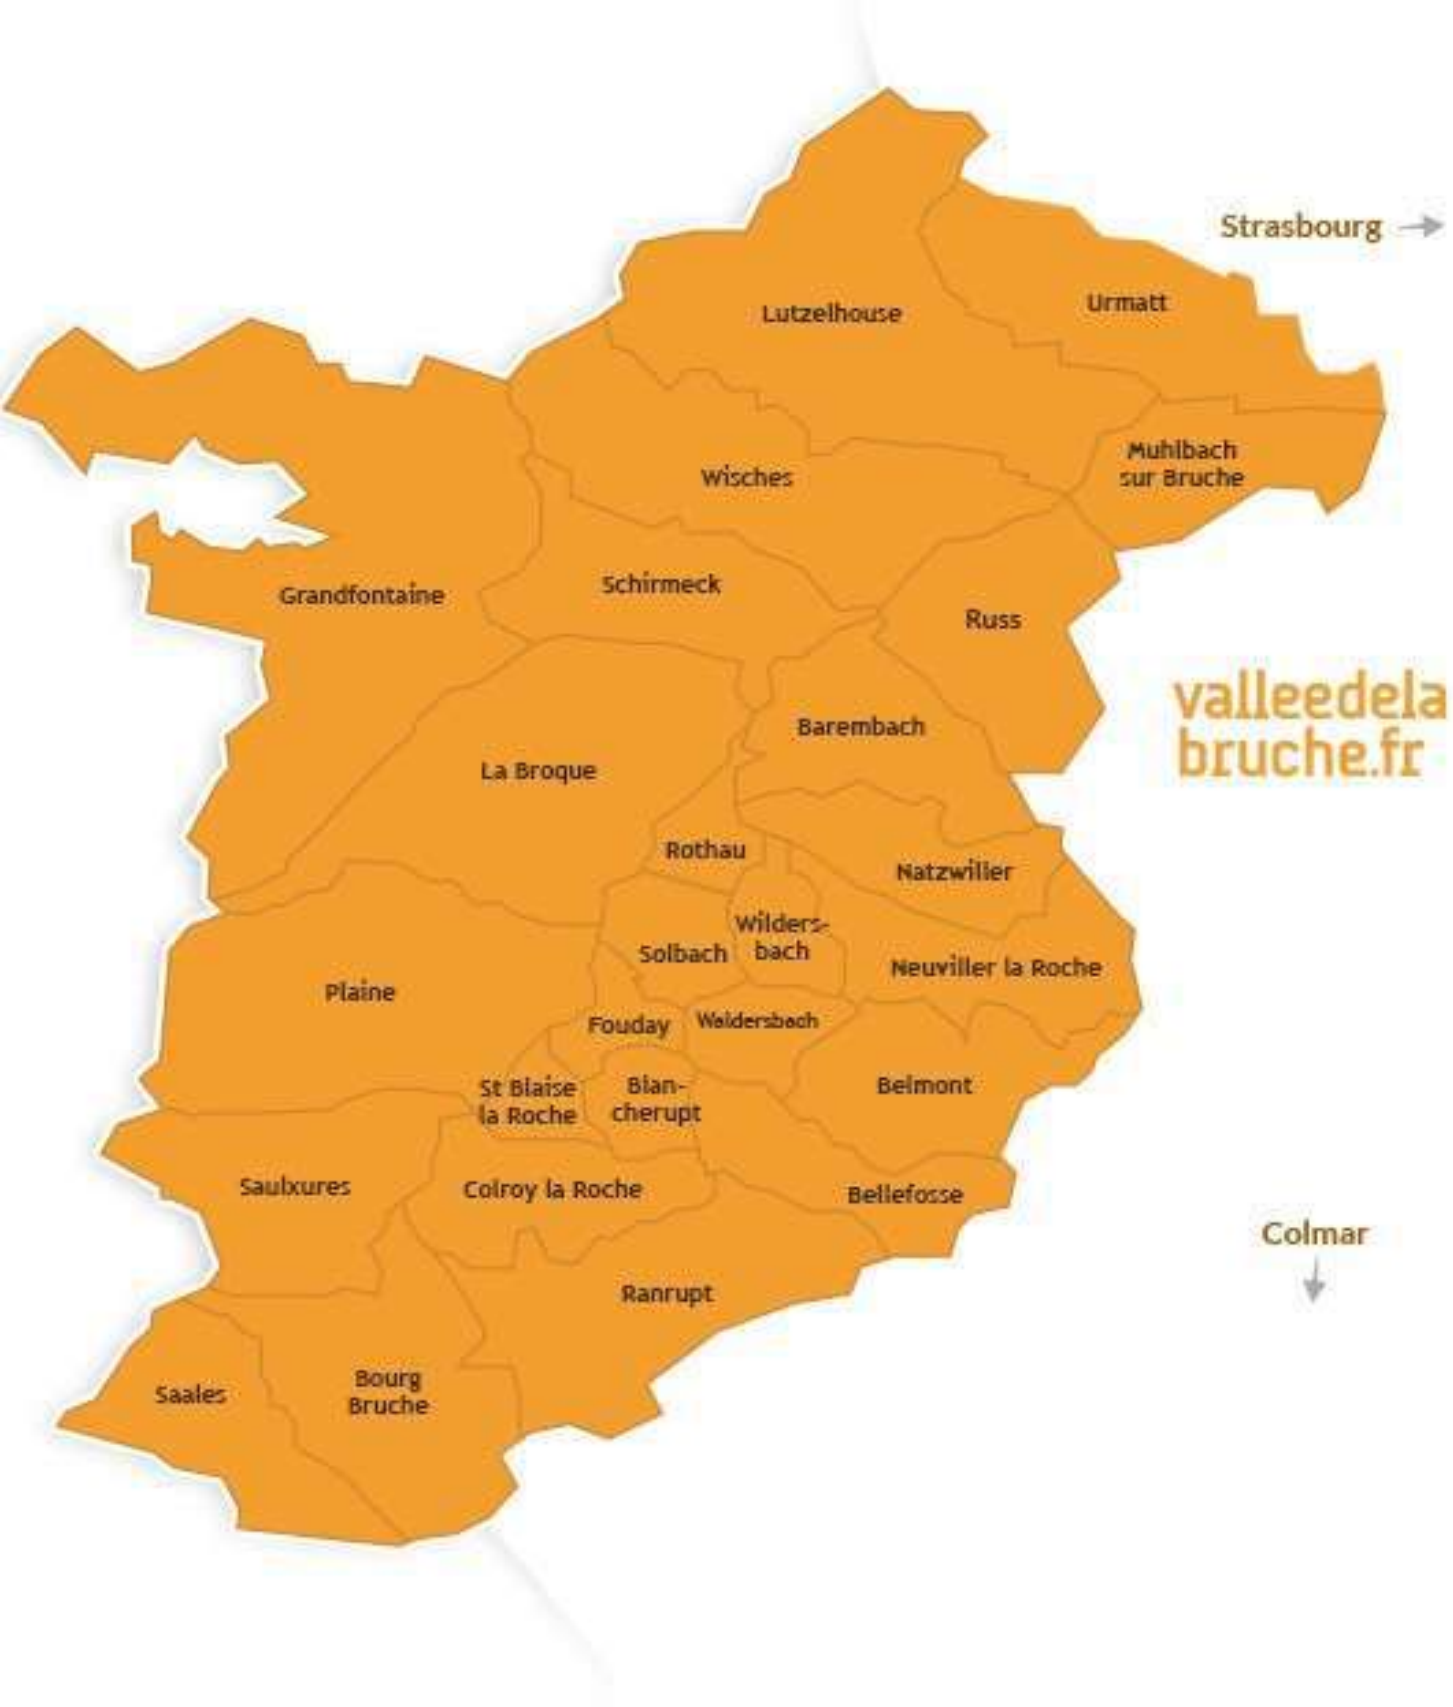 Strasbourg
Urmatt
Lutzelhouse
Muhlbach
sur Bruche
Wisches
Schirmeck
Grandfontaine
Russ
valleedela
bruche.fr
Barembach
La Broque
Rothau
Natzwiller
Wilders-
bach
Solbach
Neuviller la Roche
Plaine
Fouday
Waldersbach
St Blaise
la Roche
Blan-
cherupt
Belmont
Saulxures
Colroy la Roche
Bellefosse
Colmar
Ranrupt
Saales
Bourg
Bruche